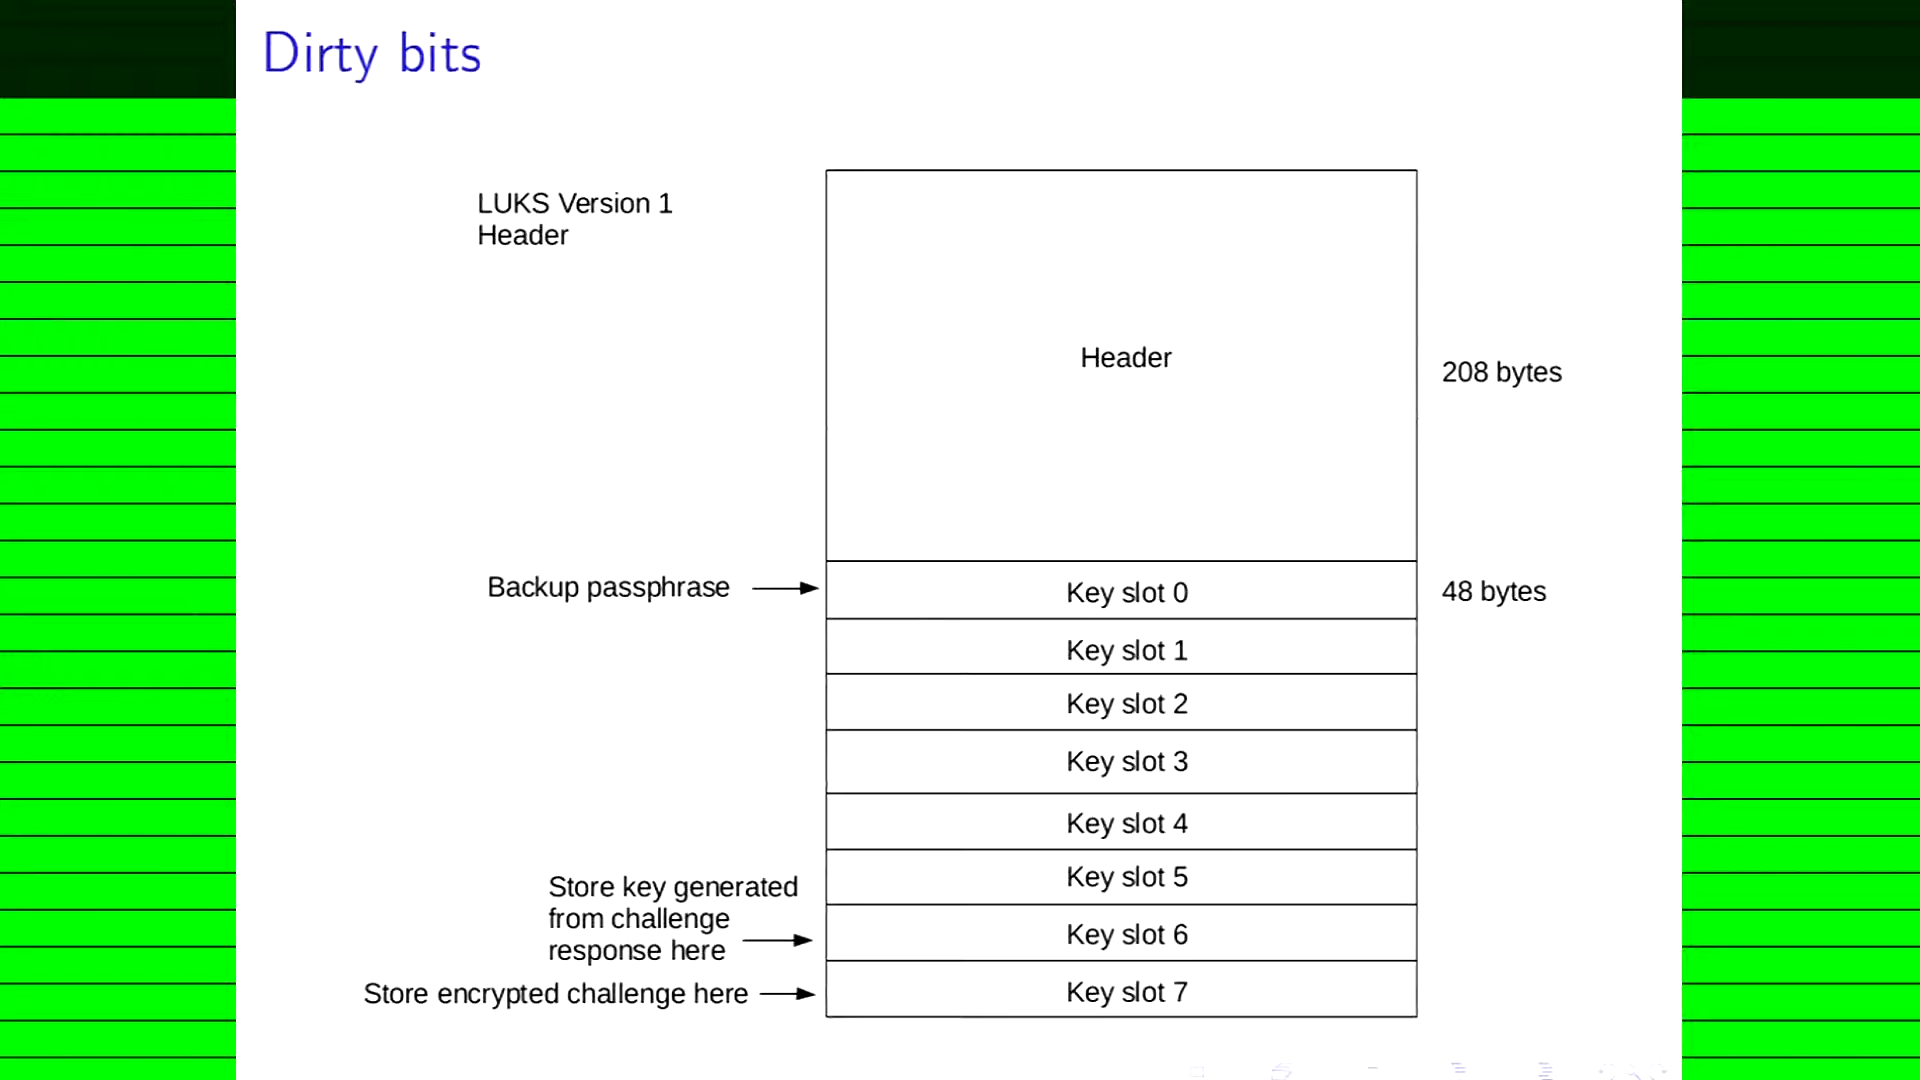 Dirty bits
LUKS Version 1
Header
Header
208 bytes
Backup passphrase
Key slot 0
48 bytes
Key slot 1
Key slot 2
Key slot 3
Key slot 4
Key slot 5
Store key generated
from challenge
response here
Key slot 6
Store encrypted challenge here
Key slot 7